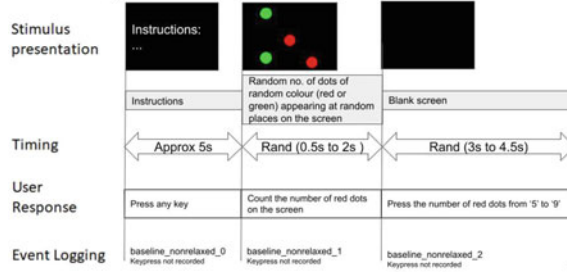 Stimulus
presentation
Instructions:
...
Instructions
Random no. of dots of
random colour (red or
green) appearing at random
places on the screen
Blank screen
Timing
Approx 5s
Rand (0.5s to 2s )
Rand (3s to 4.5s)
User
Response
Press any key
Count the number of red dots
on the screen
Press the number of red dots from '5' to '9'
Event Logging
baseline_nonrelaxed_0
Keypress not recorded
baseline_nonrelaxed_1
Keypress not recorded
baseline_nonrelaxed_2
Keypress not recorded